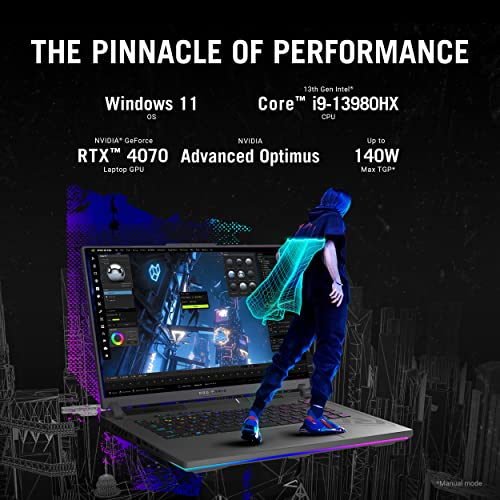 THE PINNACLE OF PERFORMANCE
Windows 11
OS
13th Gen Intel®
Core™ i9-13980HX
CPU
NVIDIA® GeForce
RTX™ 4070
Laptop GPU
NVIDIA
Advanced Optimus
Up to
140W
Max TGP*
*Manual mode